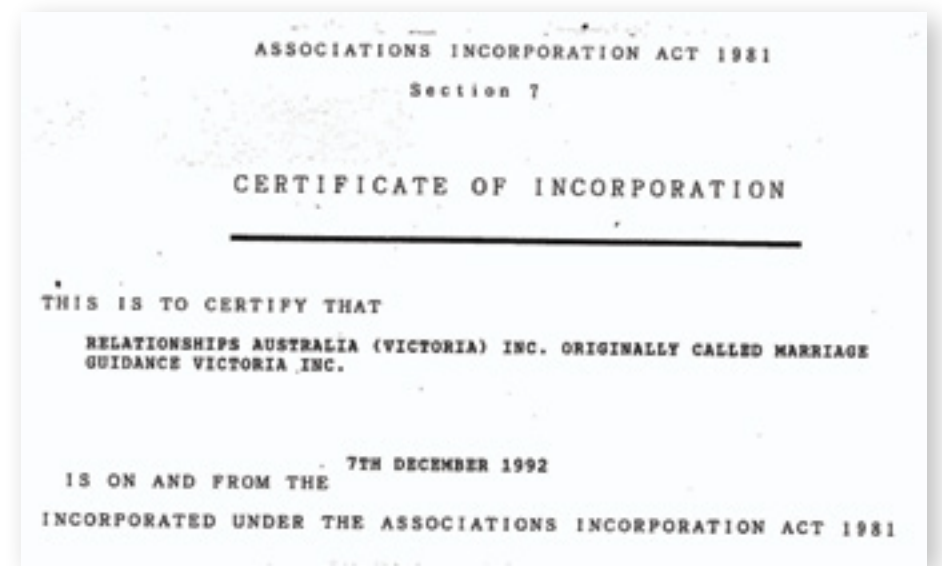 ASSOCIATIONS INCORPORATION ACT 1981
Section 7
CERTIFICATE OF INCORPORATION
THIS IS TO CERTIFY THAT
RELATIONSHIPS AUSTRALIA (VICTORIA) INC. ORIGINALLY CALLED MARRIAGE
GUIDANCE VICTORIA INC.
7TH DECEMBER 1992
IS ON AND FROM THE
INCORPORATED UNDER THE ASSOCIATIONS INCORPORATION ACT 1981